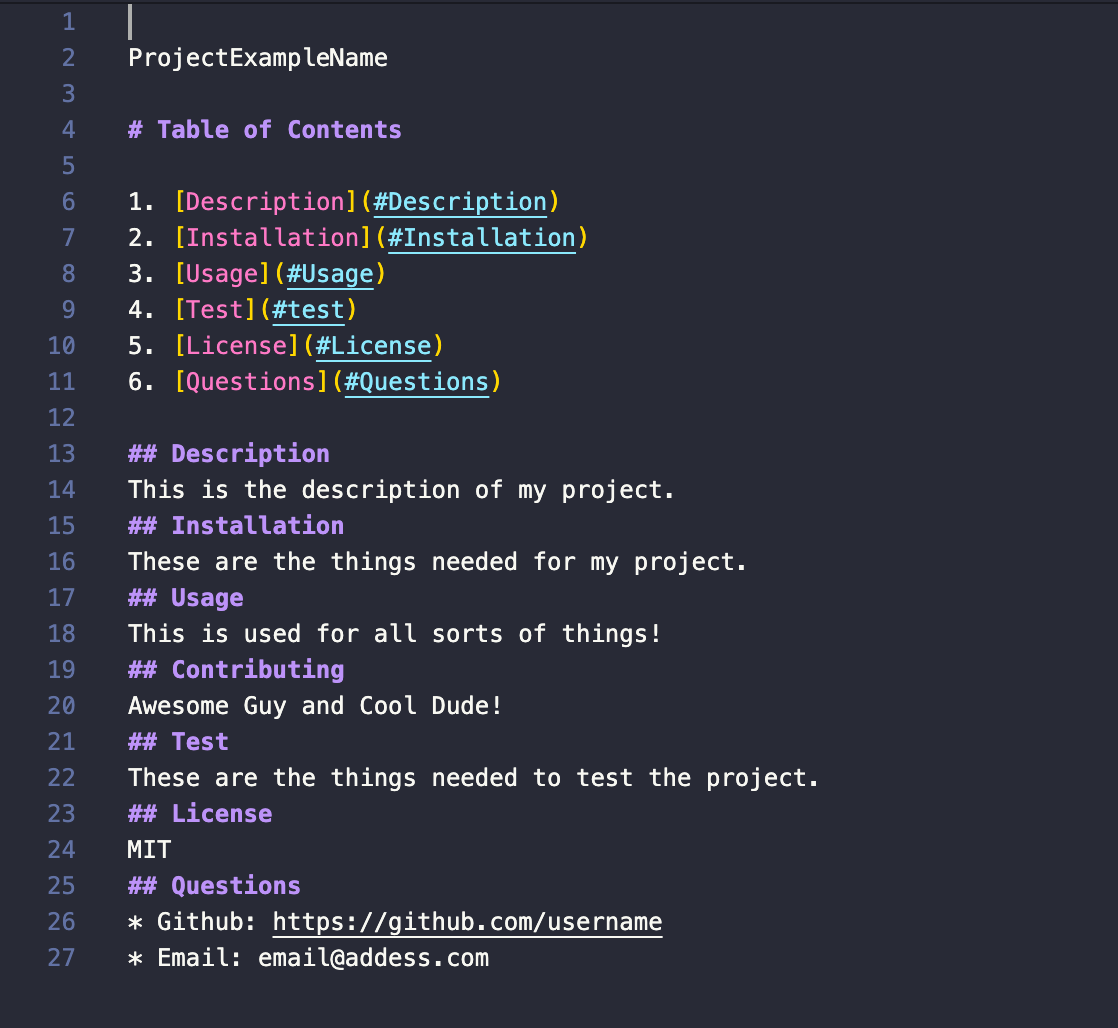 1
2 ProjectExampleName
3
4 # Table of Contents
5
6 1. [Description](#Description)
7 2. [Installation](#Installation)
8 3. [Usage](#Usage)
9 4. [Test](#test)
10 5. [License](#License)
11 6. [Questions](#Questions)
12
13 ## Description
14 This is the description of my project.
15 ## Installation
16 These are the things needed for my project.
17 ## Usage
18 This is used for all sorts of things!
19 ## Contributing
20 Awesome Guy and Cool Dude!
21 ## Test
22 These are the things needed to test the project.
23 ## License
24 MIT
25 ## Questions
26 * Github: https://github.com/username
27 * Email: email@addess.com